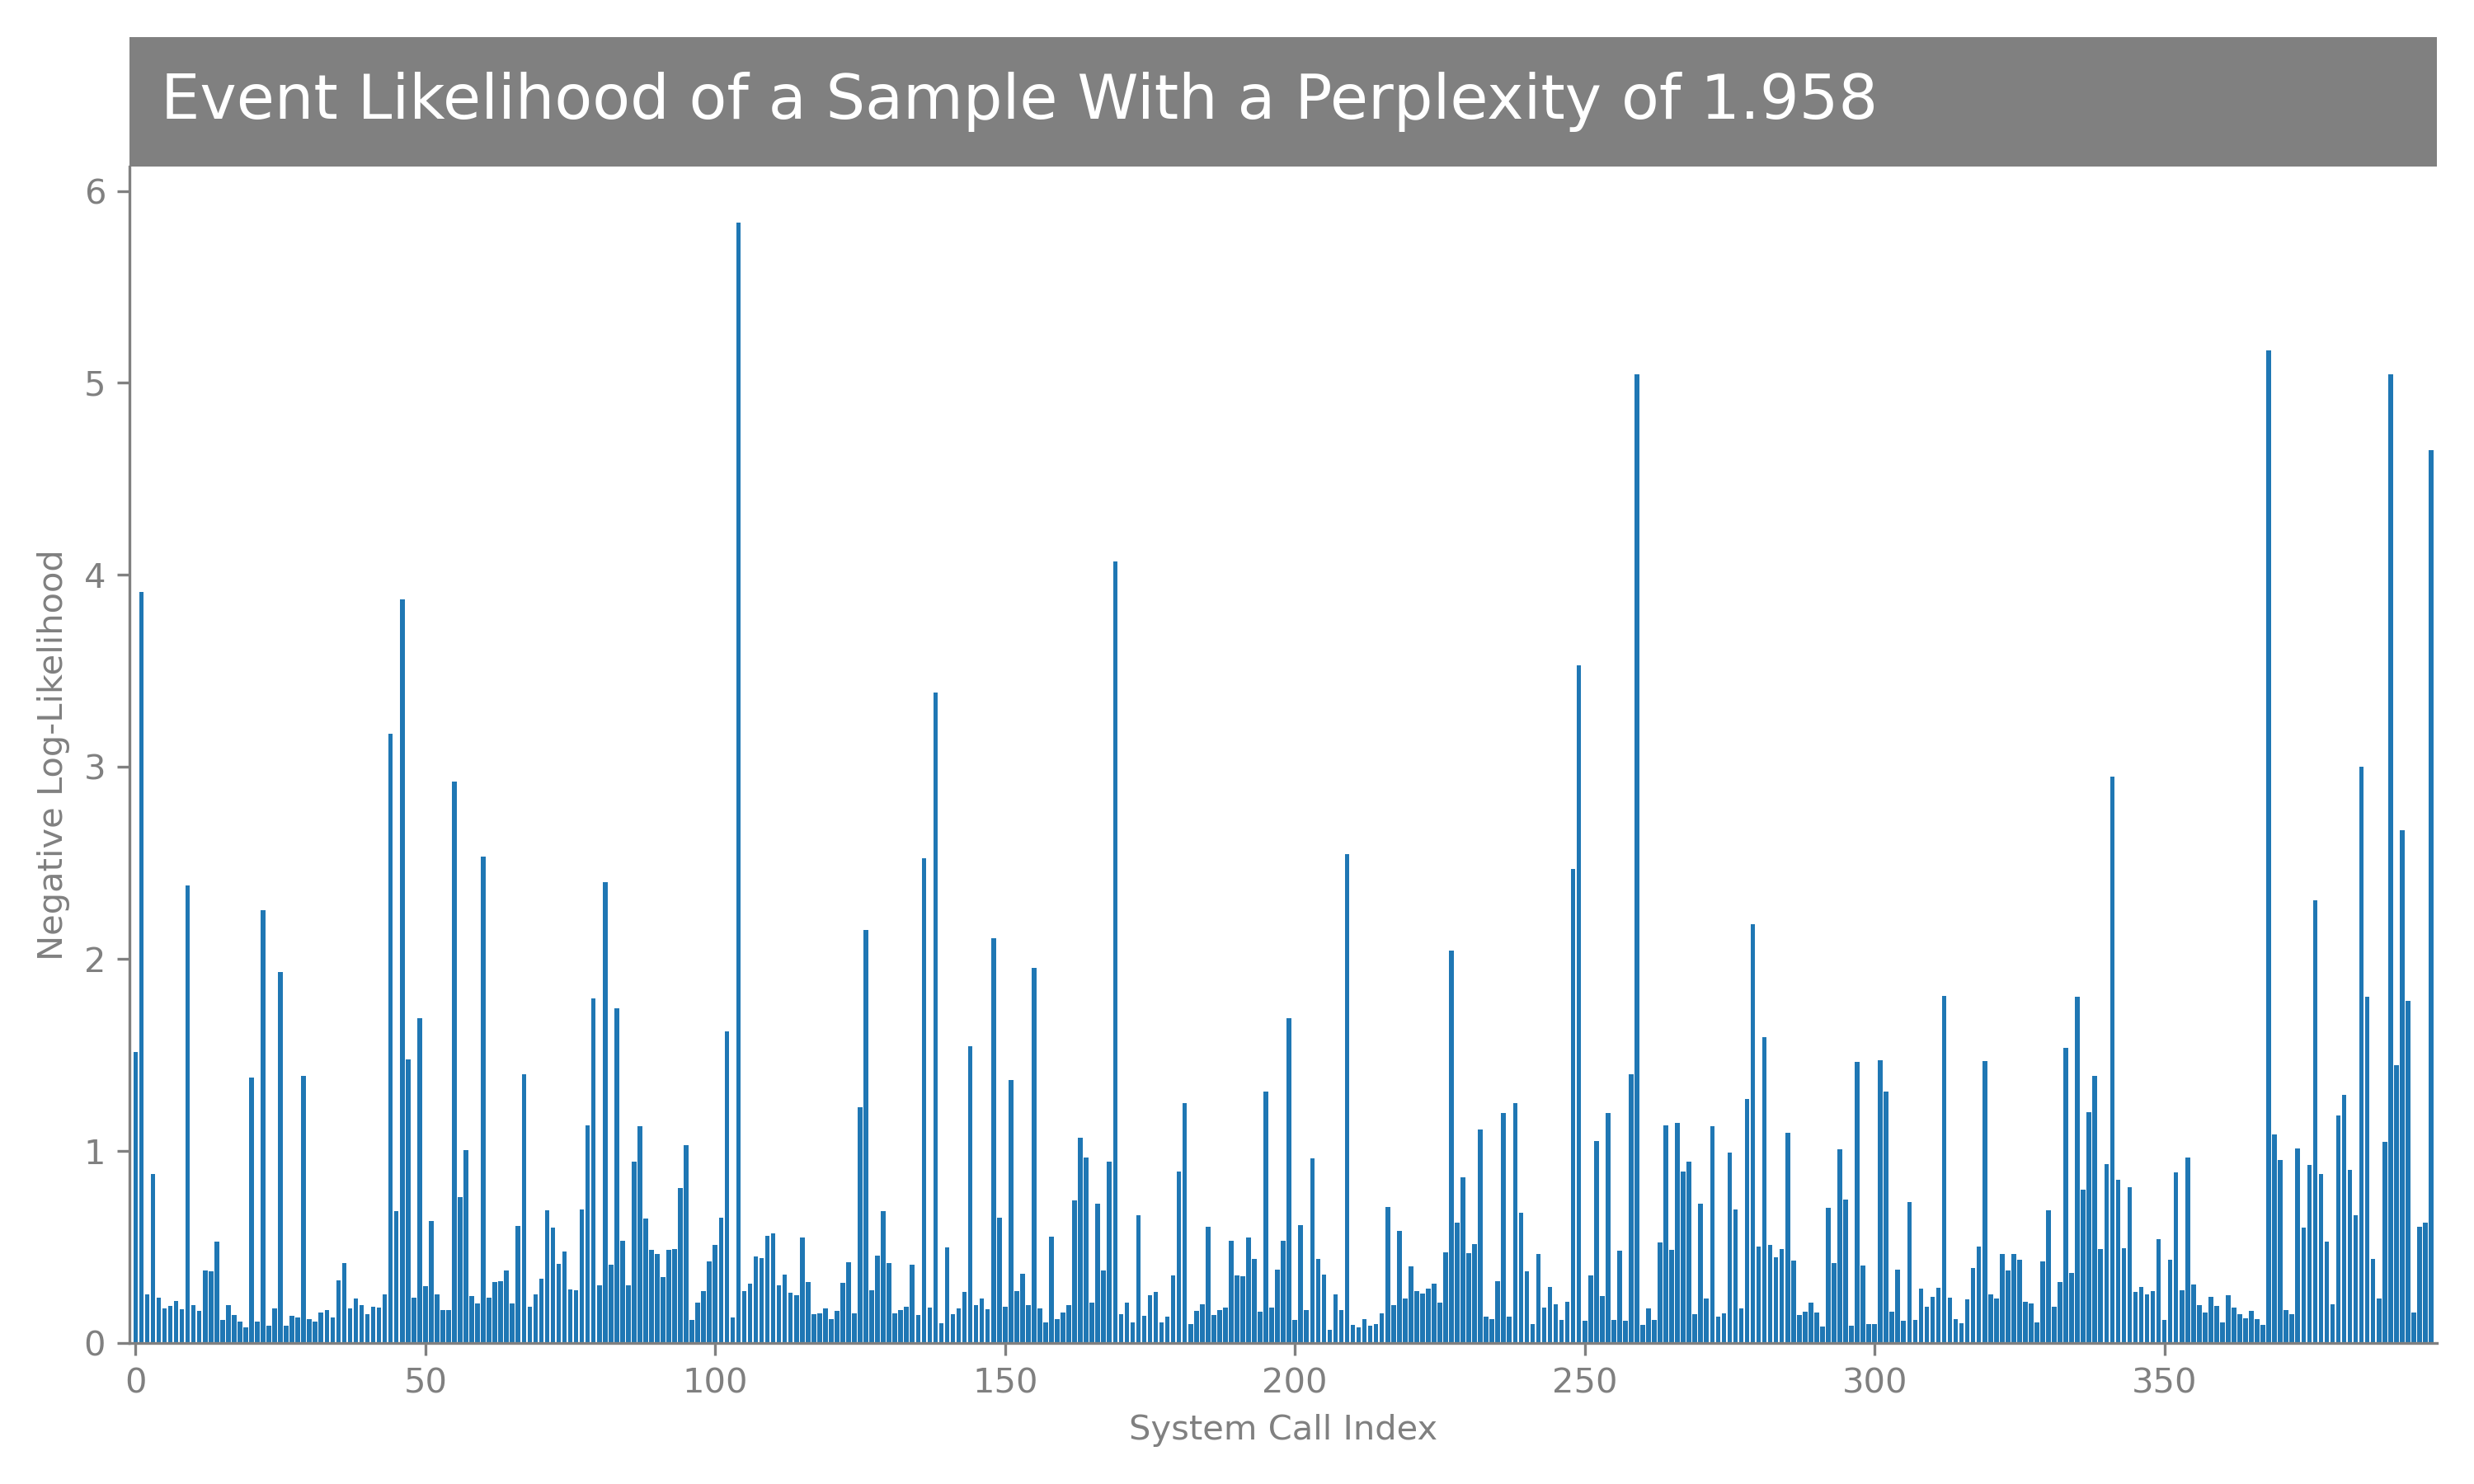 Event Likelihood of a Sample With a Perplexity of 1.958
6
5
4
3
2
1
0
Negative Log-Likelihood
0 50 100 150 200 250 300 350
System Call Index